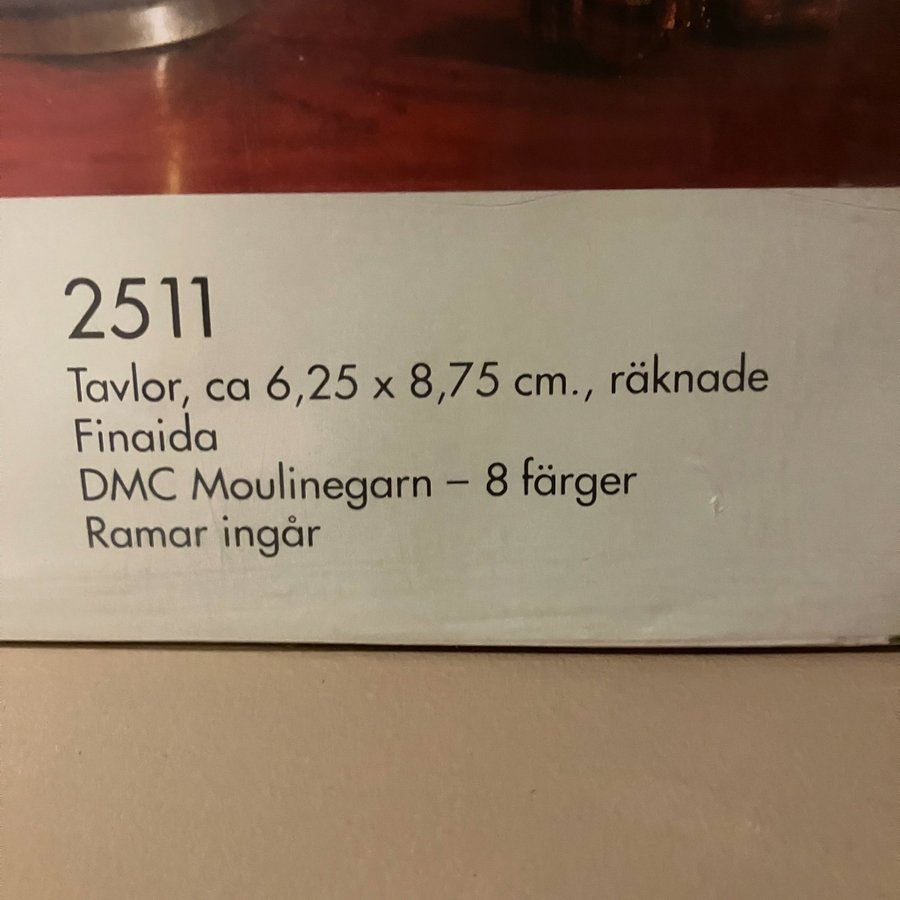 2511
Tavlor, ca 6,25 x 8,75 cm., räknade
Finaida
DMC Moulinegarn – 8 färger
Ramar ingår